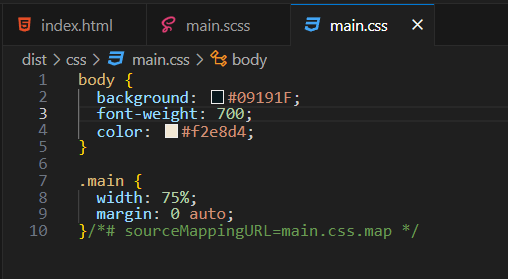 index.html
main.scss
main.css
dist > css > main.css > body
1 body {
2 background: #09191F;
3 font-weight: 700;
4 color: #f2e8d4;
5 }
6
7 .main {
8 width: 75%;
9 margin: 0 auto;
10 }/*# sourceMappingURL=main.css.map */